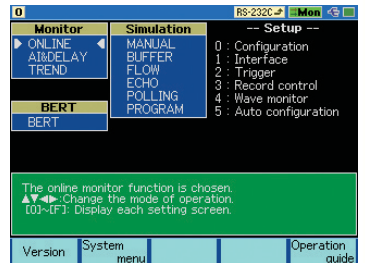 0 RS-232C Mon
Monitor Simulation -- Setup --
ONLINE MANUAL 0 : Configuration
AI&DELAY BUFFER 1 : Interface
TREND FLOW 2 : Trigger
ECHO 3 : Record control
POLLING 4 : Wave monitor
BERT PROGRAM 5 : Auto configuration
BERT
The online monitor function is chosen.
▲▼◀▶:Change the mode of operation.
[0]~[F]: Display each setting screen.
Version System menu Operation guide